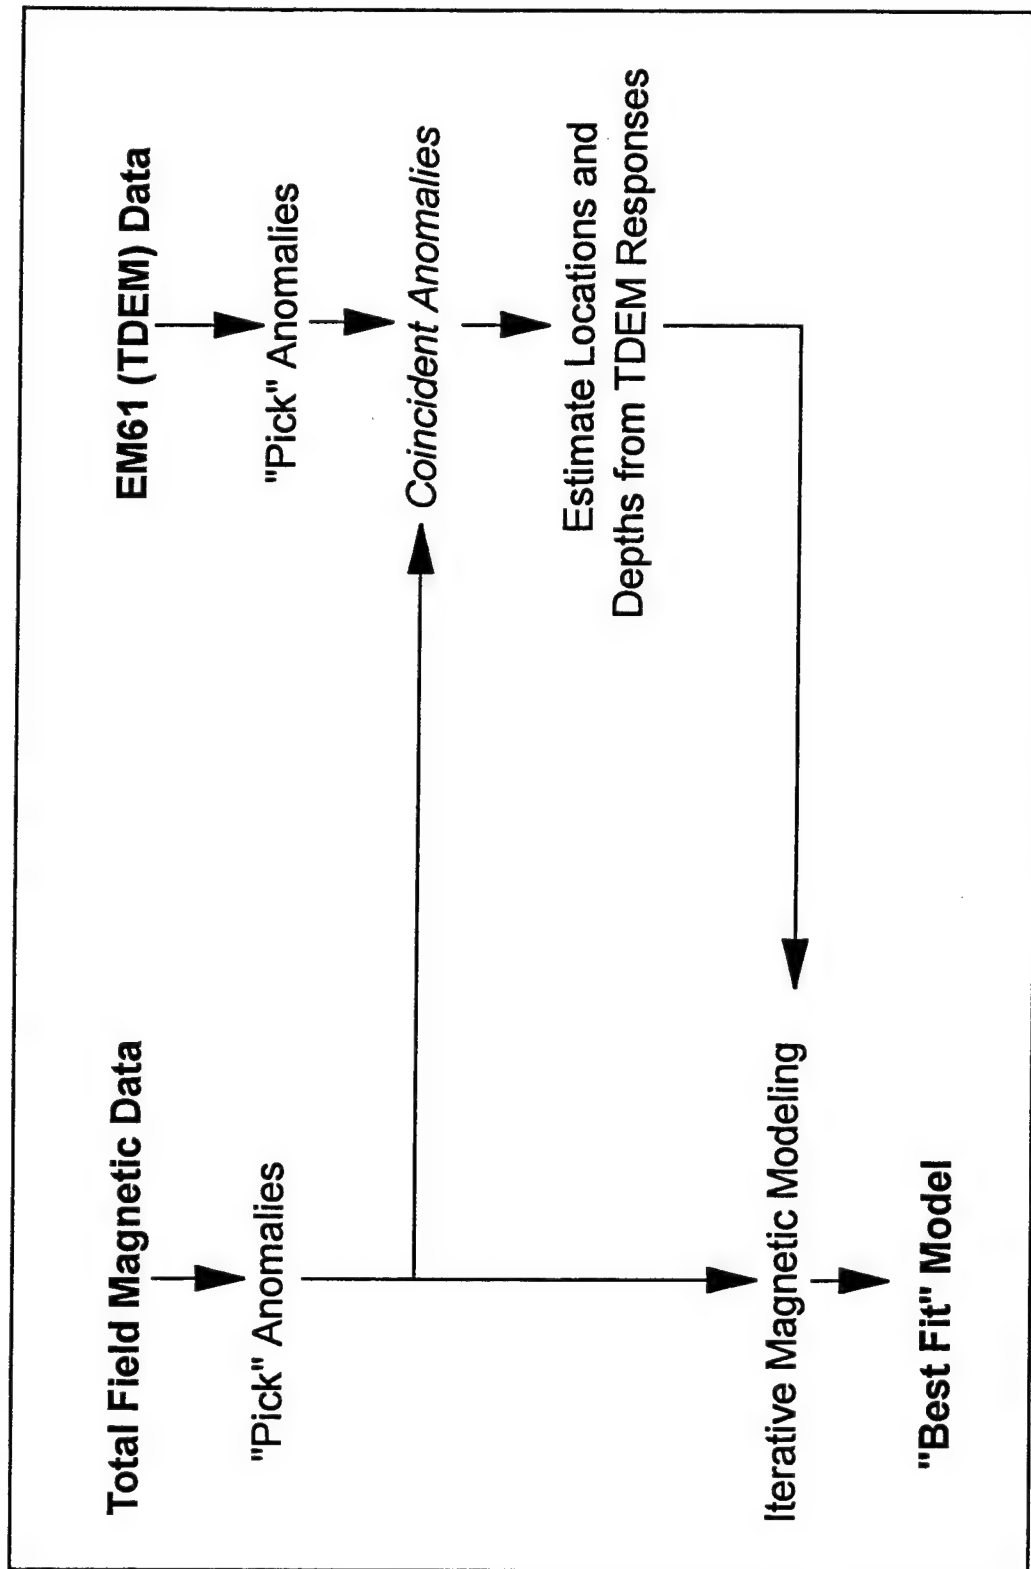 Total Field Magnetic Data
"Pick" Anomalies
EM61 (TDEM) Data
"Pick" Anomalies
Coincident Anomalies
Estimate Locations and
Depths from TDEM Responses
Iterative Magnetic Modeling
"Best Fit" Model